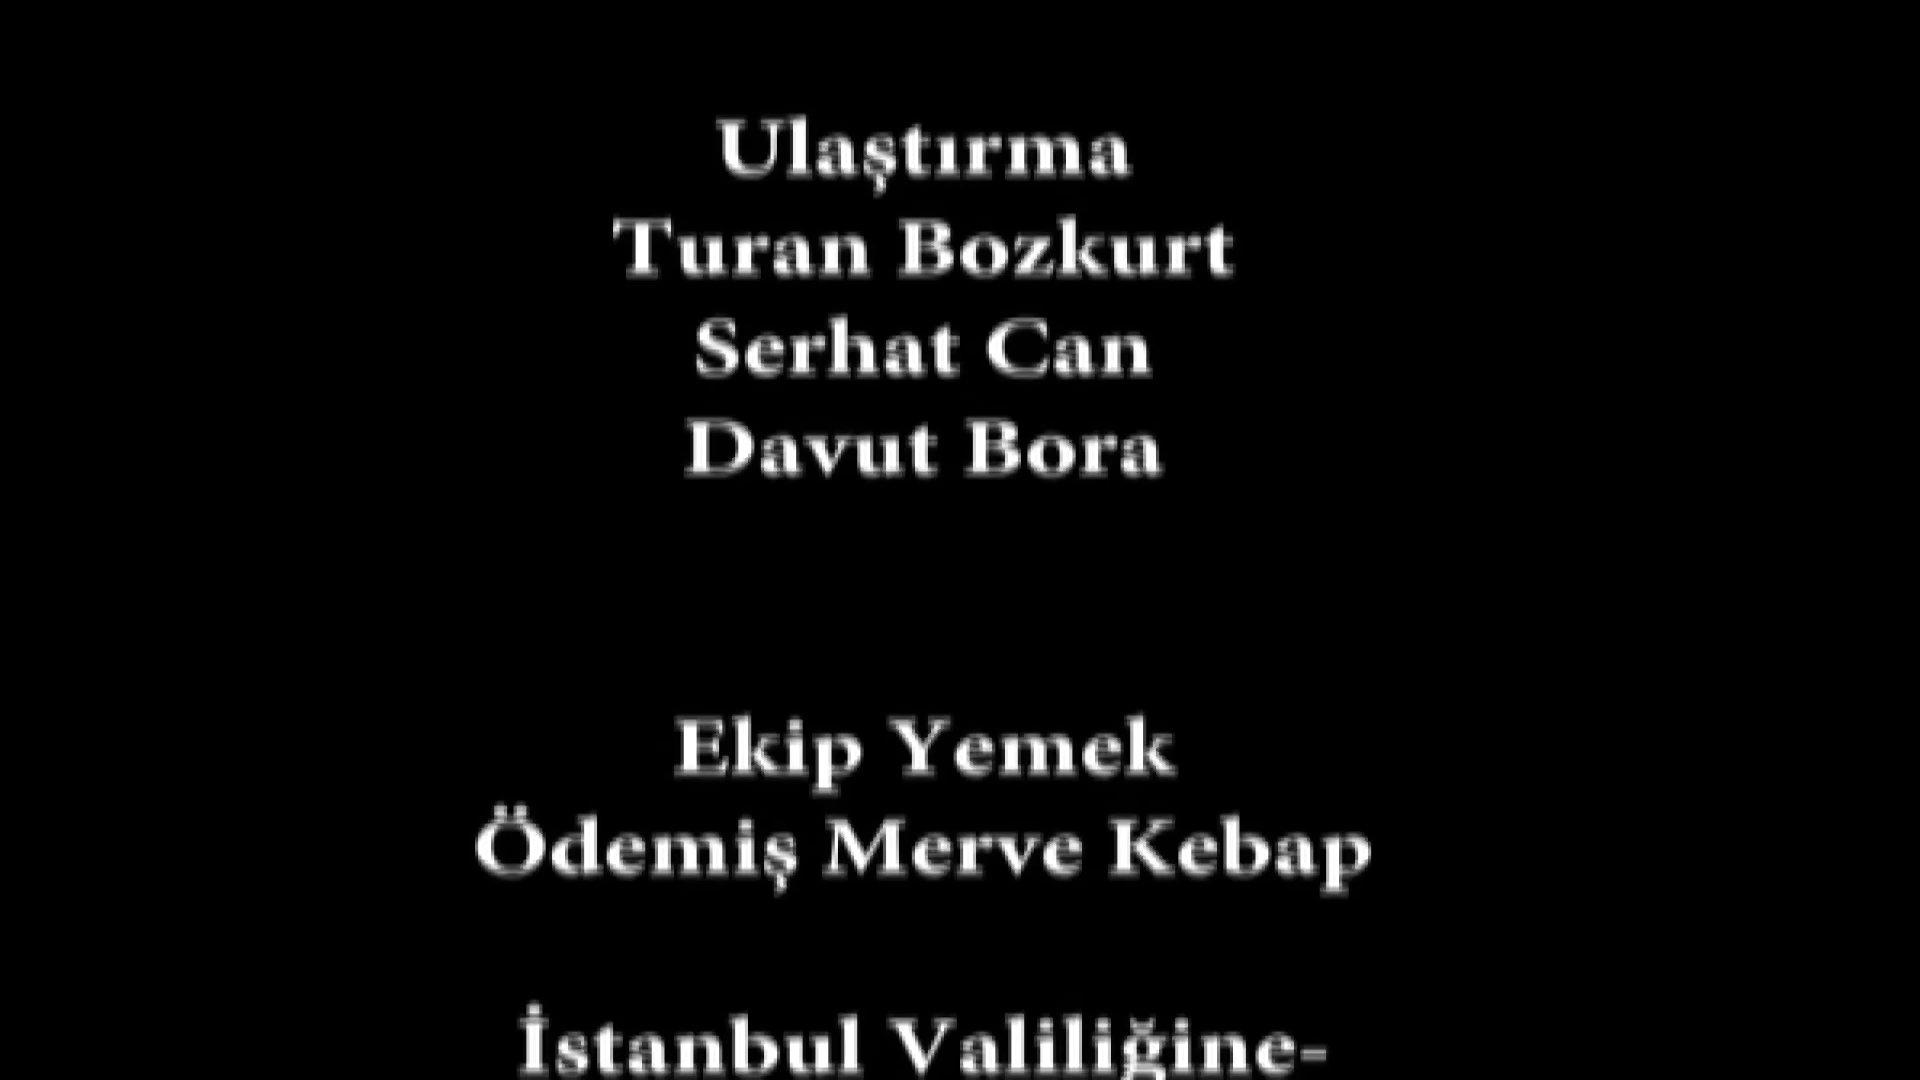 Ulaştırma
Turan Bozkurt
Serhat Can
Davut Bora
Ekip Yemek
Ödemiş Merve Kebap
İstanbul Valiliğine-